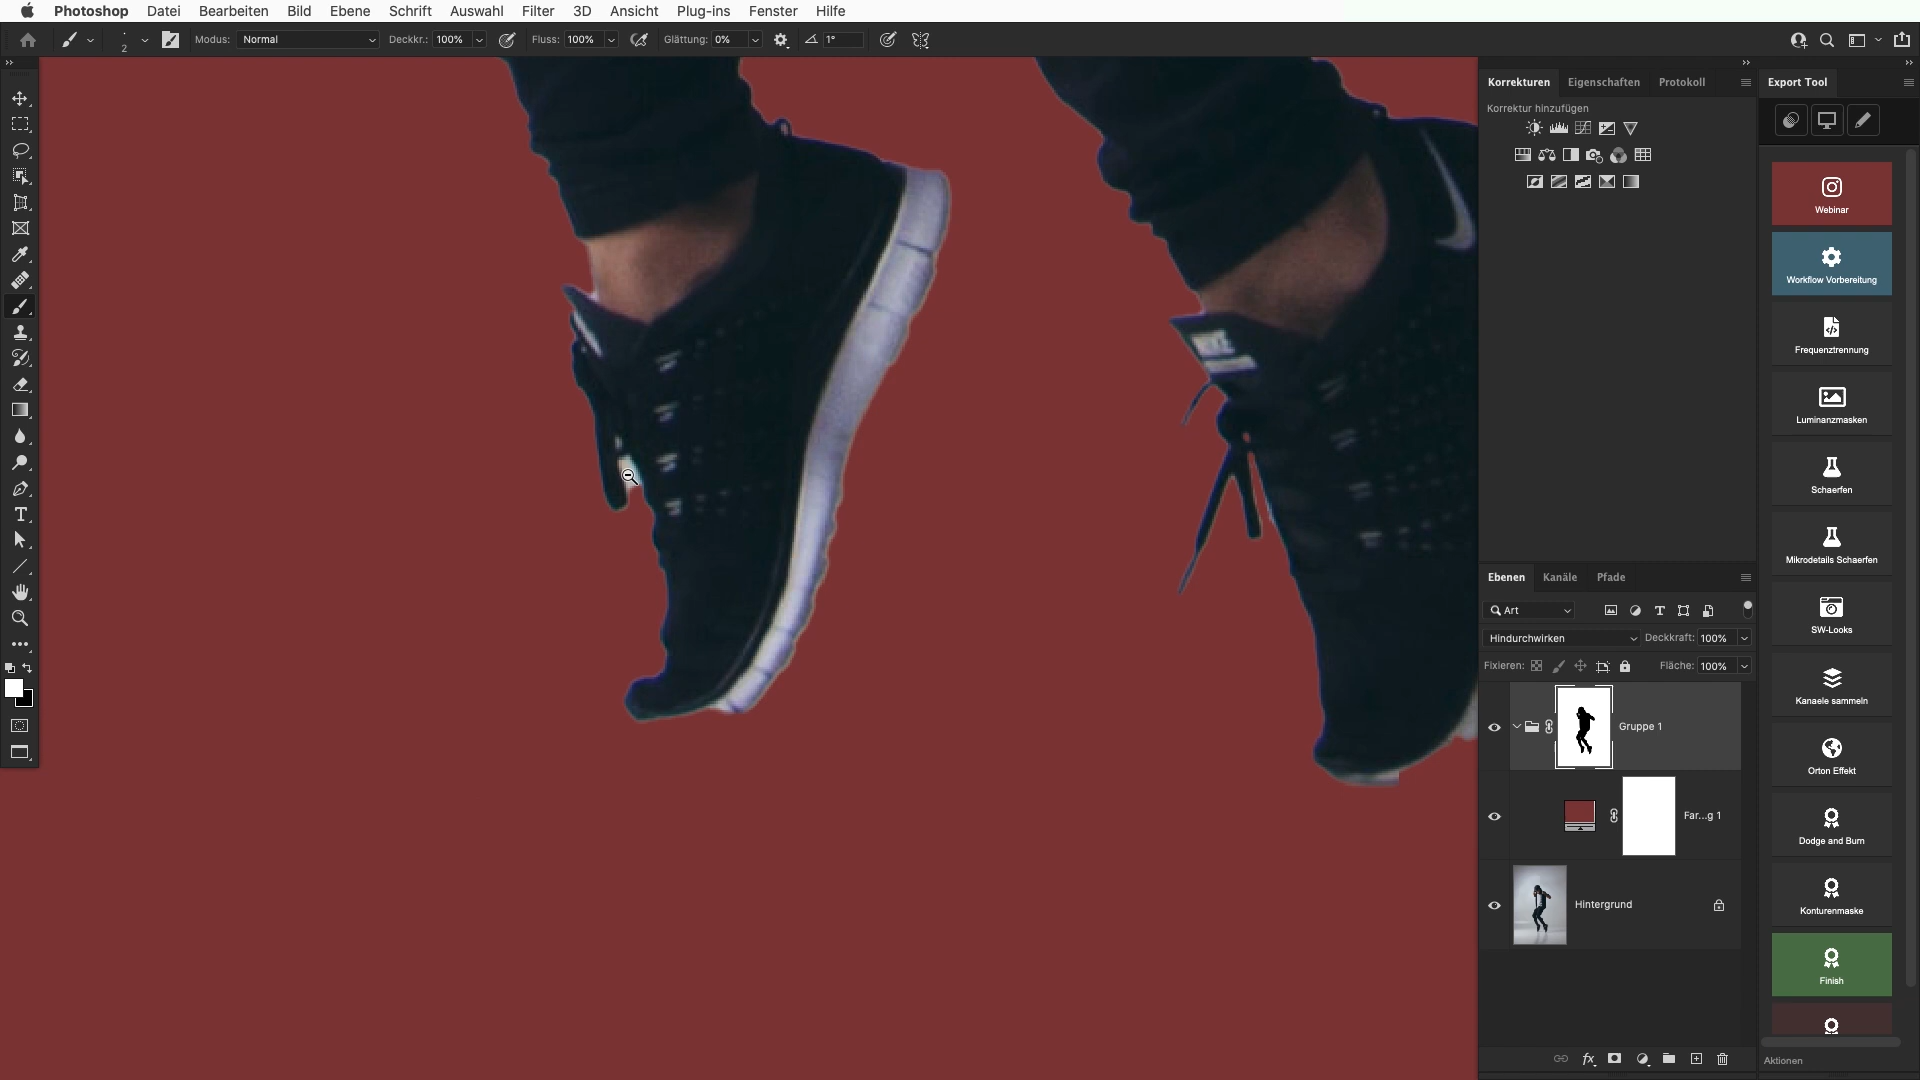 Photoshop Datei Bearbeiten Bild Ebene Schrift Auswahl Filter 3D Ansicht Plug-ins Fenster Hilfe
2 Modus: Normal Deckkr.: 100% Fluss: 100% Glättung: 0% 1°
Korrekturen Eigenschaften Protokoll
Korrektur hinzufügen
Export Tool
Webinar
Workflow Vorbereitung
Frequenztrennung
Luminanzmasken
Schaerfen
Mikrodetails Schaerfen
SW-Looks
Kanaele sammeln
Orton Effekt
Dodge and Burn
Konturenmaske
Finish
Aktionen
Ebenen Kanäle Pfade
Art
Hindurchwirken Deckkraft: 100%
Fixieren: Fläche: 100%
Gruppe 1
Far...g 1
Hintergrund
fx